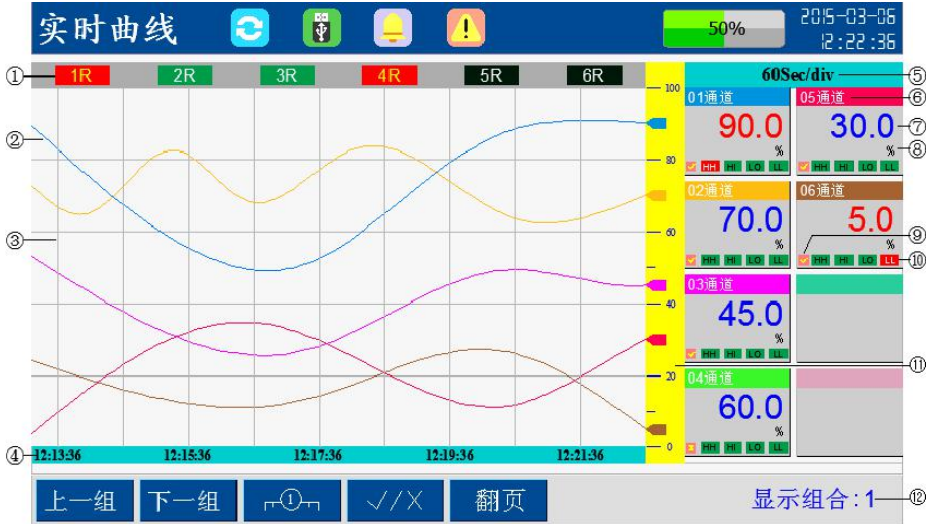 实时曲线 50% 2015-03-06
12:22:36
① 1R 2R 3R 4R 5R 6R
②
③
④ 12:13:36 12:15:36 12:17:36 12:19:36 12:21:36
100
80
60
40
20
0
60Sec/div ⑤
01通道 05通道 ⑥
90.0 30.0 ⑦
% % ⑧
HH HI LO LL HH HI LO LL
02通道 06通道
70.0 5.0
% % ⑨
HH HI LO LL HH HI LO LL ⑩
03通道
45.0
%
HH HI LO LL
⑪
04通道
60.0
%
HH HI LO LL
上一组 下一组 ① √//X 翻页 显示组合:1 ⑫